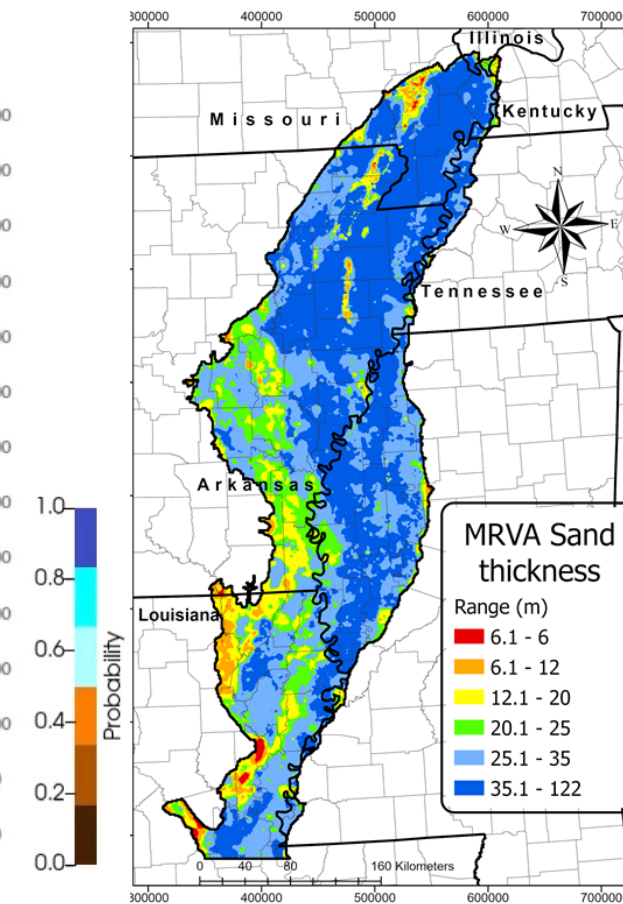 300000 400000 500000 600000 700000
Illinois
Missouri
Kentucky
N
W E
S
Tennessee
Arkansas
Louisiana
MRVA Sand
thickness
Range (m)
6.1 - 6
6.1 - 12
12.1 - 20
20.1 - 25
25.1 - 35
35.1 - 122
1.0
0.8
0.6
0.4
0.2
0.0
Probability
0 40 80 160 Kilometers
300000 400000 500000 600000 700000